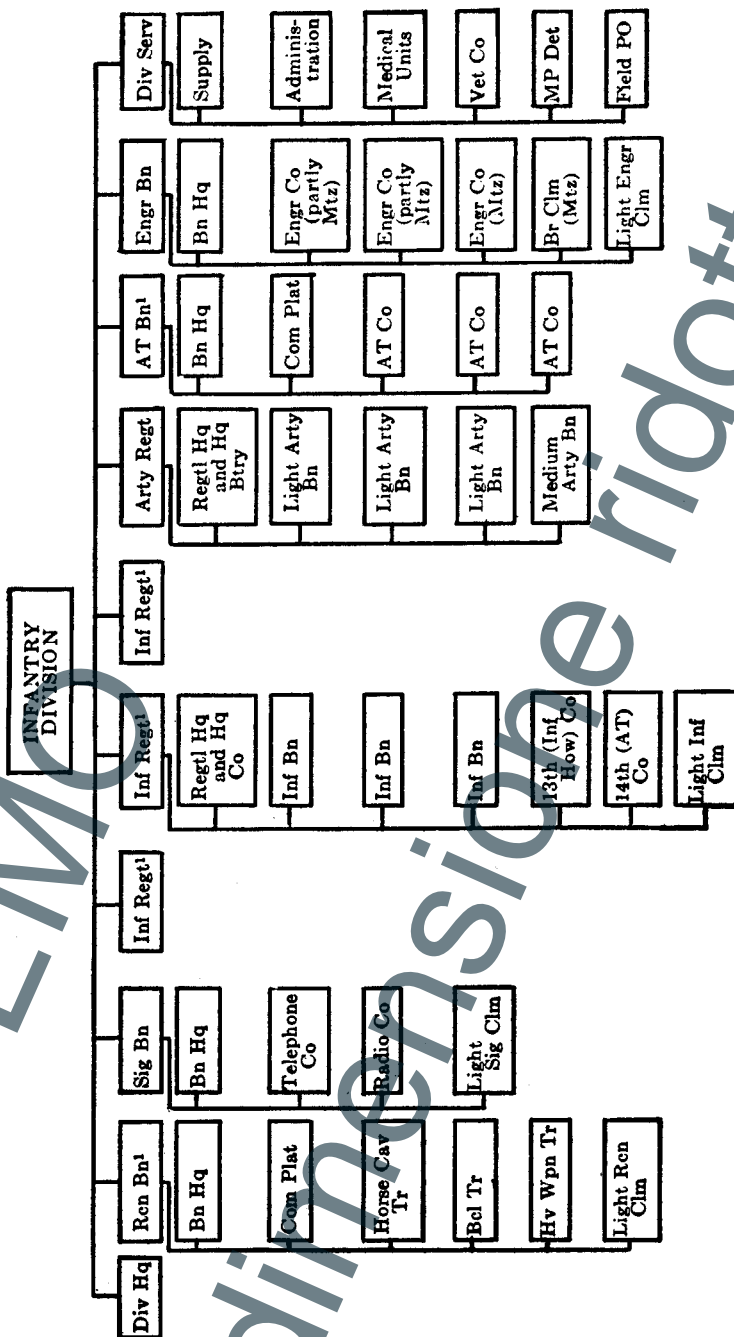 INFANTRY
DIVISION
Div Hq
Rcn Bn¹
Bn Hq
Com Plat
Horse Cav
Tr
Bcl Tr
Hv Wpn Tr
Light Rcn
Clm
Sig Bn
Bn Hq
Telephone
Co
Radio Co
Light
Sig Clm
Inf Regt¹
Inf Regt¹
Regtl Hq
and Hq
Co
Inf Bn
Inf Bn
Inf Bn
13th (Inf
How) Co
14th (AT)
Co
Light Inf
Clm
Inf Regt¹
Arty Regt
Regtl Hq
and Hq
Btry
Light Arty
Bn
Light Arty
Bn
Light Arty
Bn
Medium
Arty Bn
AT Bn¹
Bn Hq
Com Plat
AT Co
AT Co
AT Co
Engr Bn
Bn Hq
Engr Co
(partly
Mtz)
Engr Co
(partly
Mtz)
Engr Co
(Mtz)
Br Clm
(Mtz)
Light Engr
Clm
Div Serv
Supply
Adminis-
tration
Medical
Units
Vet Co
MP Det
Field PO
dimensione ridott